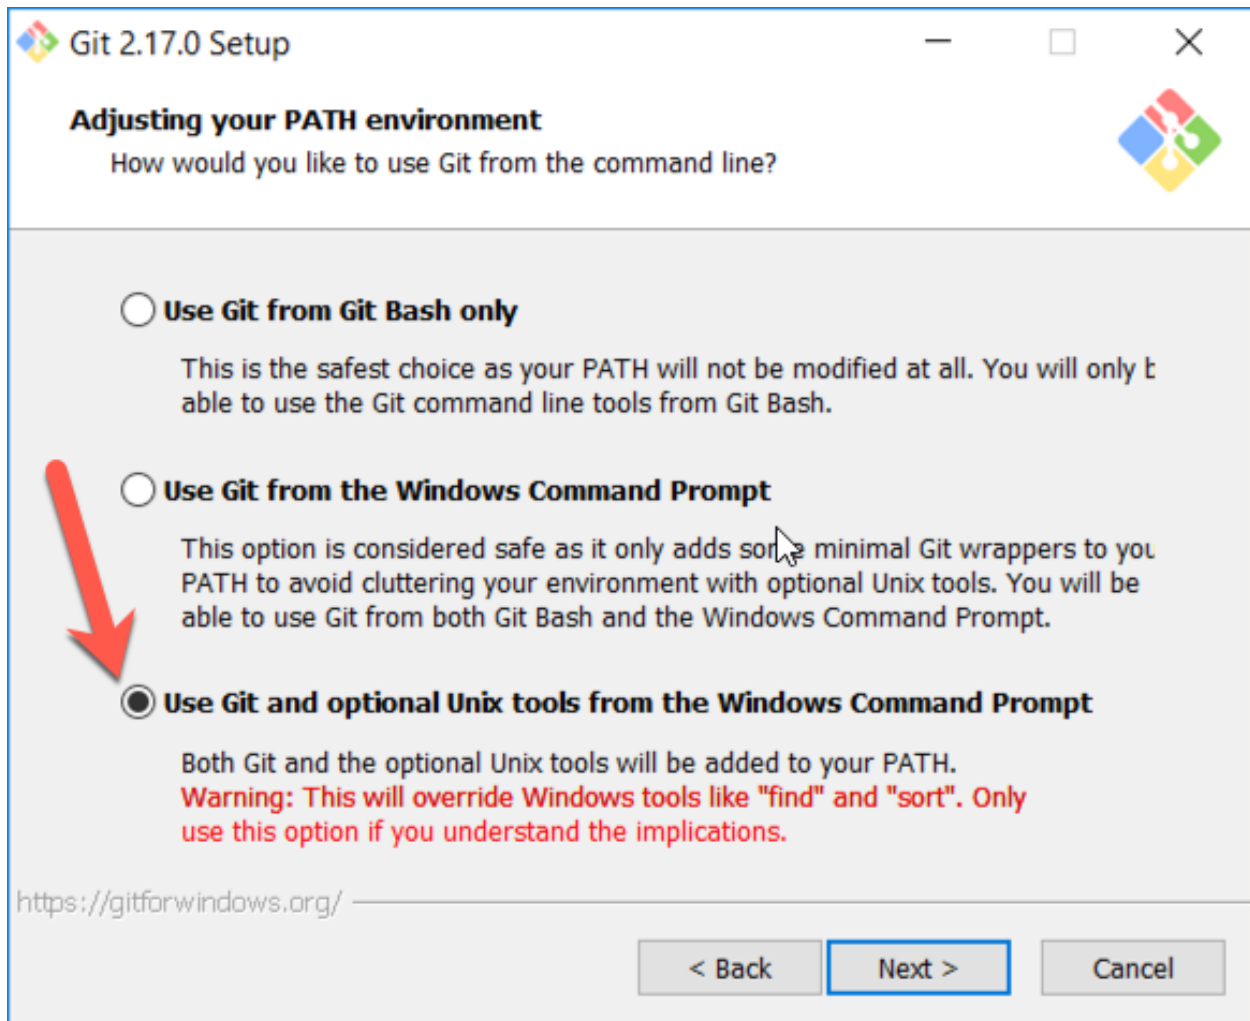 Git 2.17.0 Setup
Adjusting your PATH environment
How would you like to use Git from the command line?
Use Git from Git Bash only
This is the safest choice as your PATH will not be modified at all. You will only
able to use the Git command line tools from Git Bash.
Use Git from the Windows Command Prompt
This option is considered safe as it only adds some minimal Git wrappers to you
PATH to avoid cluttering your environment with optional Unix tools. You will be
able to use Git from both Git Bash and the Windows Command Prompt.
Use Git and optional Unix tools from the Windows Command Prompt
Both Git and the optional Unix tools will be added to your PATH.
Warning: This will override Windows tools like "find" and "sort". Only
use this option if you understand the implications.
https://gitforwindows.org/
< Back Next > Cancel